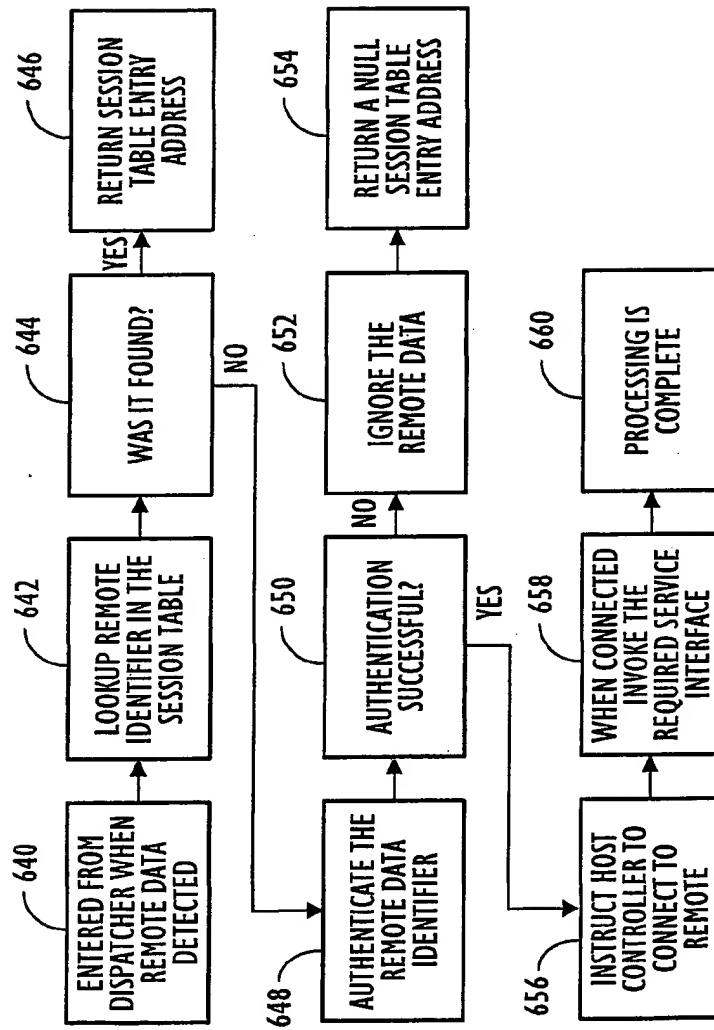 640
ENTERED FROM
DISPATCHER WHEN
REMOTE DATA
DETECTED
642
LOOKUP REMOTE
IDENTIFIER IN THE
SESSION TABLE
644
WAS IT FOUND?
YES
646
RETURN SESSION
TABLE ENTRY
ADDRESS
NO
648
AUTHENTICATE THE
REMOTE DATA
IDENTIFIER
650
AUTHENTICATION
SUCCESSFUL?
NO
652
IGNORE THE
REMOTE DATA
654
RETURN A NULL
SESSION TABLE
ENTRY ADDRESS
YES
656
INSTRUCT HOST
CONTROLLER TO
CONNECT TO
REMOTE
658
WHEN CONNECTED
INVOKE THE
REQUIRED SERVICE
INTERFACE
660
PROCESSING IS
COMPLETE